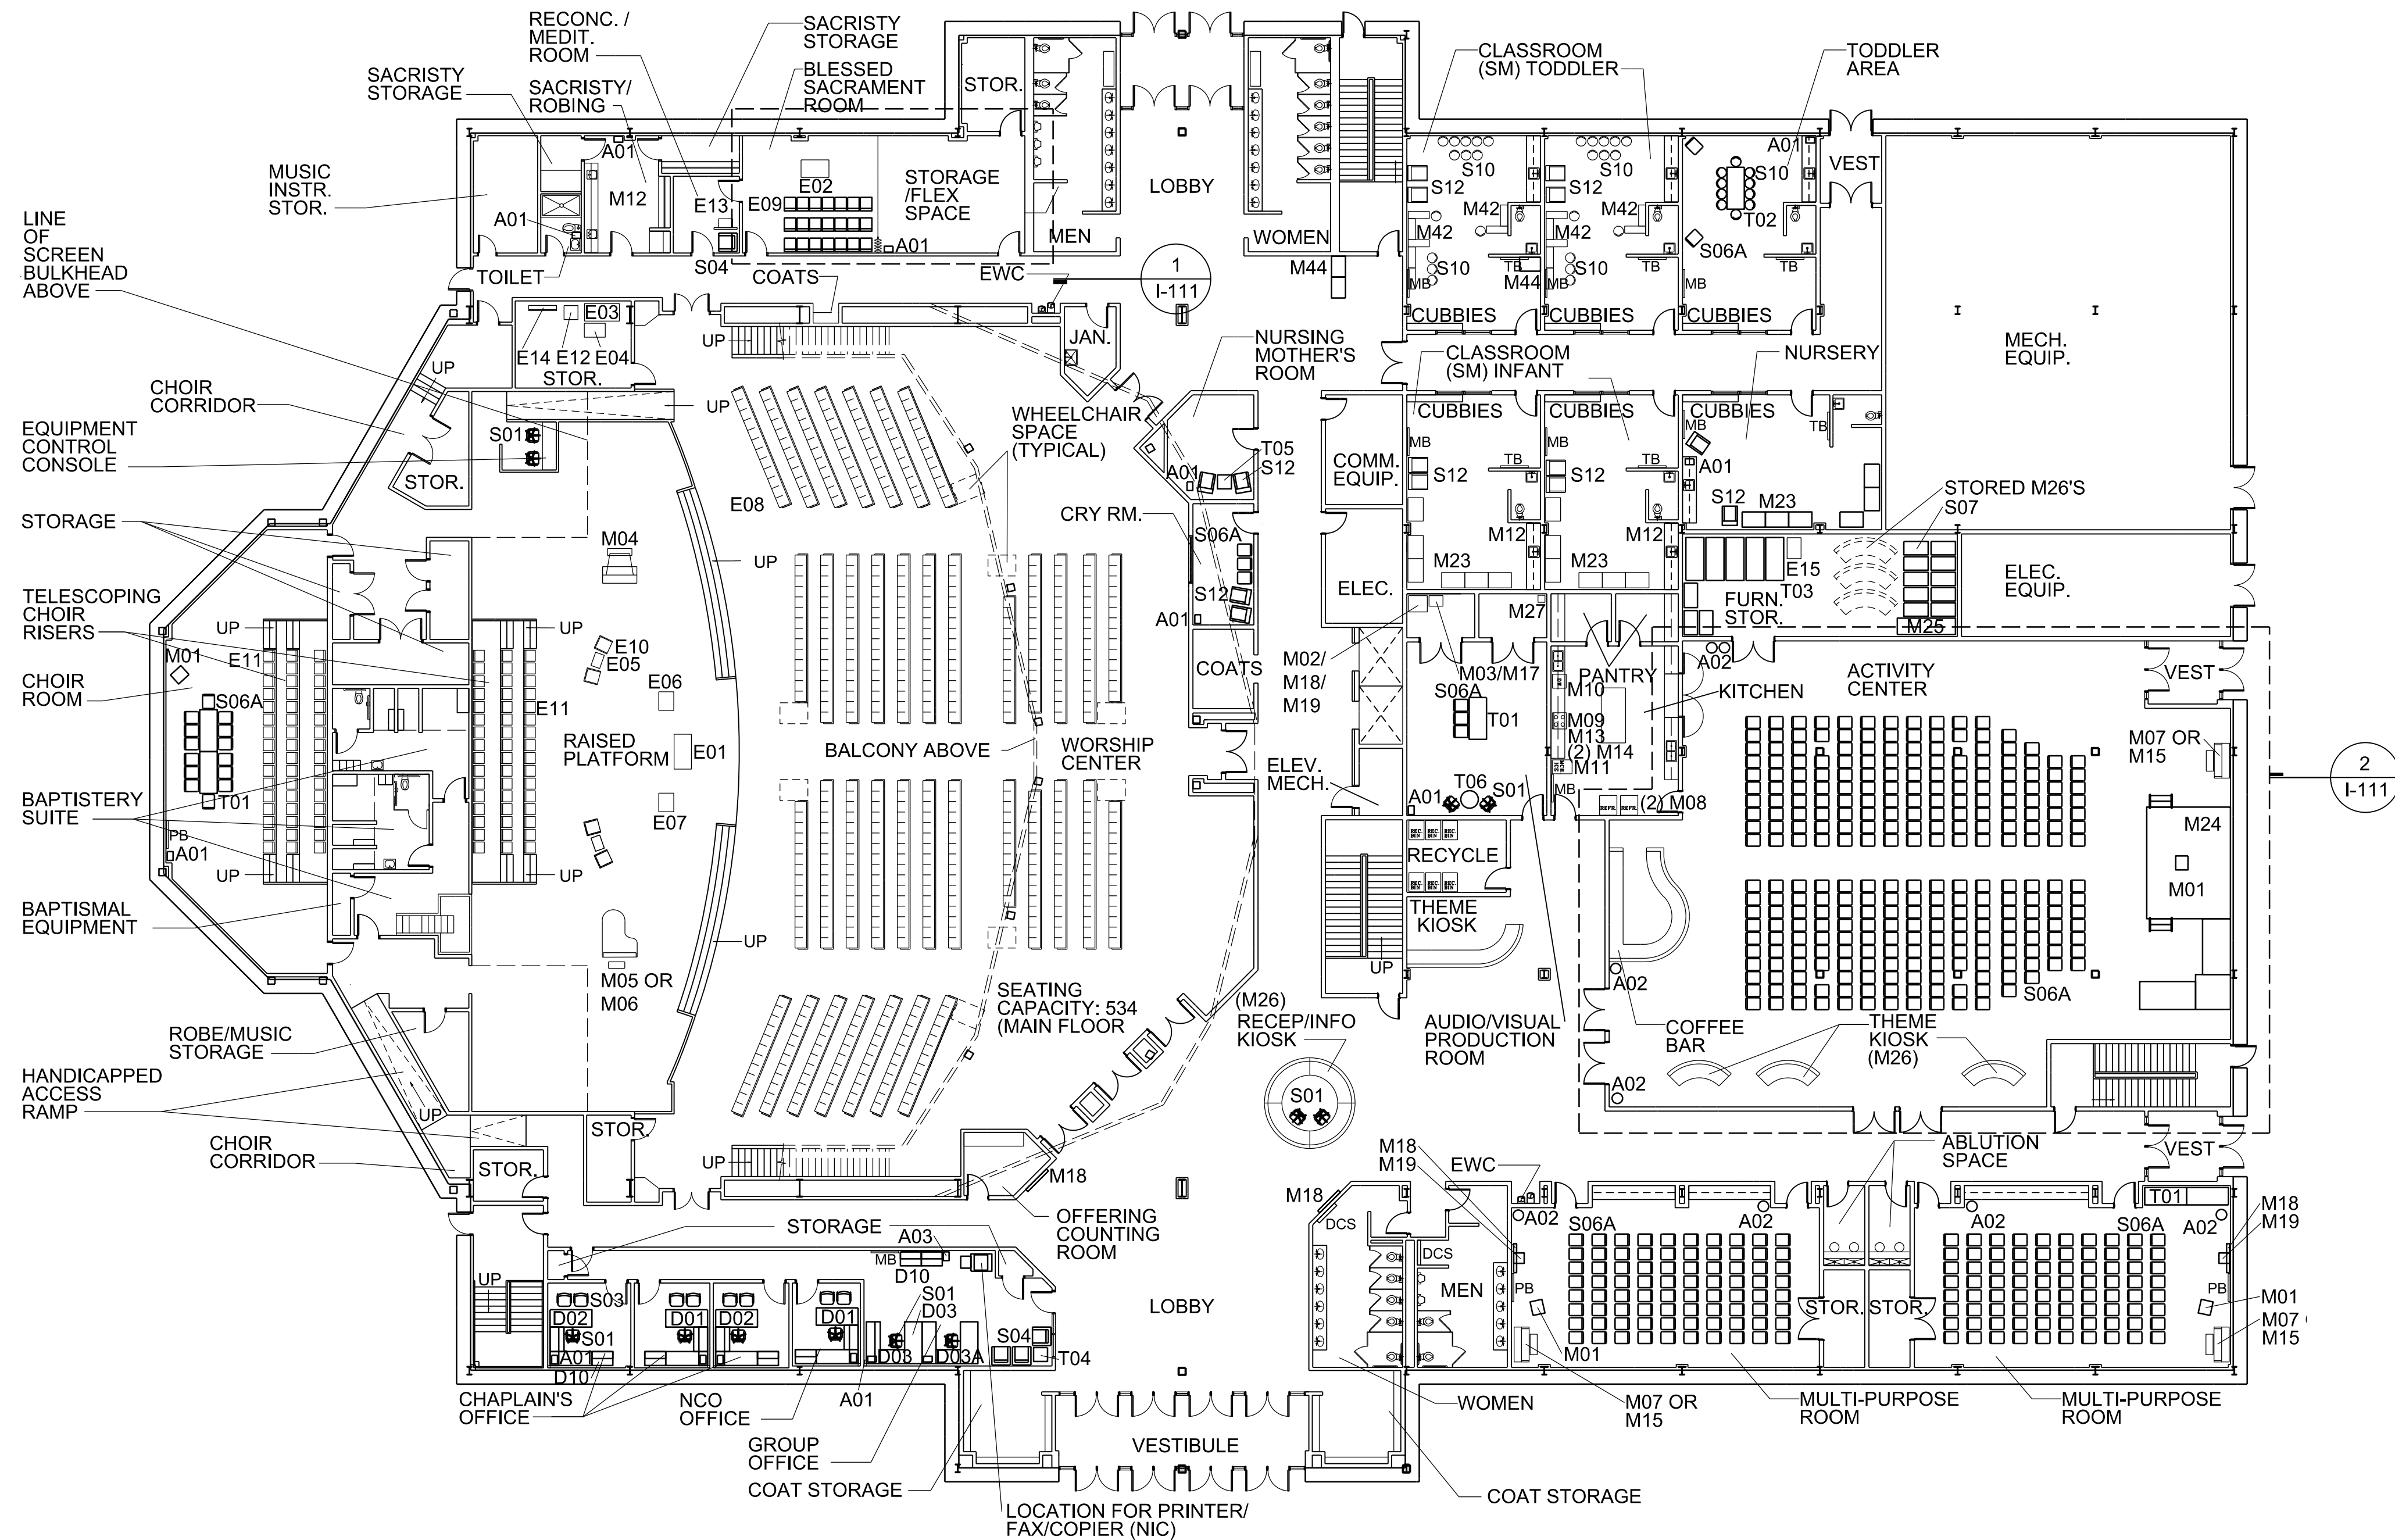 RECONC. /
MEDIT.
ROOM
SACRISTY
STORAGE
SACRISTY
STORAGE
SACRISTY/
ROBING
BLESSED
SACRAMENT
ROOM
STOR.
CLASSROOM
(SM) TODDLER
TODDLER
AREA
MUSIC
INSTR.
STOR.
A01
M12
A01
E13
E02
E09
STORAGE
/FLEX
SPACE
A01
S04
TOILET
COATS
EWC
MEN
LOBBY
WOMEN
M44
1
I-111
S10
S12
M42
M42
S10
TB
M44
MB
CUBBIES
S10
S12
M42
M42
S10
TB
MB
CUBBIES
A01
S10
T02
S06A
TB
MB
CUBBIES
VEST
MECH.
EQUIP.
LINE
OF
SCREEN
BULKHEAD
ABOVE
E03
E14
E12
E04
STOR.
UP
UP
UP
JAN.
NURSING
MOTHER'S
ROOM
CLASSROOM
(SM) INFANT
NURSERY
CHOIR
CORRIDOR
EQUIPMENT
CONTROL
CONSOLE
S01
STOR.
WHEELCHAIR
SPACE
(TYPICAL)
E08
A01
T05
S12
COMM.
EQUIP.
CUBBIES
MB
S12
TB
M12
M23
CUBBIES
MB
S12
TB
M12
M23
CUBBIES
MB
A01
S12
M23
TB
STORED M26'S
S07
CRY RM.
S06A
S12
A01
COATS
ELEC.
STORAGE
M04
UP
E15
T03
FURN.
STOR.
M25
ELEC.
EQUIP.
TELESCOPING
CHOIR
RISERS
UP
UP
M01
E11
S06A
CHOIR
ROOM
E10
E05
E06
E11
RAISED
PLATFORM
E01
BALCONY ABOVE
WORSHIP
CENTER
M02/
M18/
M19
M27
M03/M17
PANTRY
S06A
T01
M10
M09
M13
(2) M14
M11
ICE
MB
KITCHEN
A02
ACTIVITY
CENTER
VEST
M07 OR
M15
2
I-111
ELEV.
MECH.
T06
A01
S01
REFR.
REFR.
(2) M08
BAPTISTERY
SUITE
T01
PB
A01
UP
UP
E07
REC. BIN
REC. BIN
REC. BIN
RECYCLE
REC. BIN
REC. BIN
REC. BIN
THEME
KIOSK
M24
M01
BAPTISMAL
EQUIPMENT
UP
M05 OR
M06
UP
A02
S06A
SEATING
CAPACITY: 534
(MAIN FLOOR
(M26)
RECEP/INFO
KIOSK
AUDIO/VISUAL
PRODUCTION
ROOM
COFFEE
BAR
THEME
KIOSK
(M26)
ROBE/MUSIC
STORAGE
HANDICAPPED
ACCESS
RAMP
UP
S01
A02
CHOIR
CORRIDOR
STOR.
STOR.
UP
M18
M18
M19
EWC
ABLUTION
SPACE
VEST
OFFERING
COUNTING
ROOM
STORAGE
M18
DCS
DCS
A02
S06A
A02
A02
S06A
T01
A02
M18
M19
A03
MB
D10
UP
S03
D02
S01
A01
D10
D01
D02
D01
S01
D03
D03
D03A
S04
T04
LOBBY
MEN
PB
M01
STOR.
STOR.
PB
M01
M07
M15
CHAPLAIN'S
OFFICE
NCO
OFFICE
A01
GROUP
OFFICE
COAT STORAGE
VESTIBULE
WOMEN
M07 OR
M15
MULTI-PURPOSE
ROOM
MULTI-PURPOSE
ROOM
COAT STORAGE
LOCATION FOR PRINTER/
FAX/COPIER (NIC)